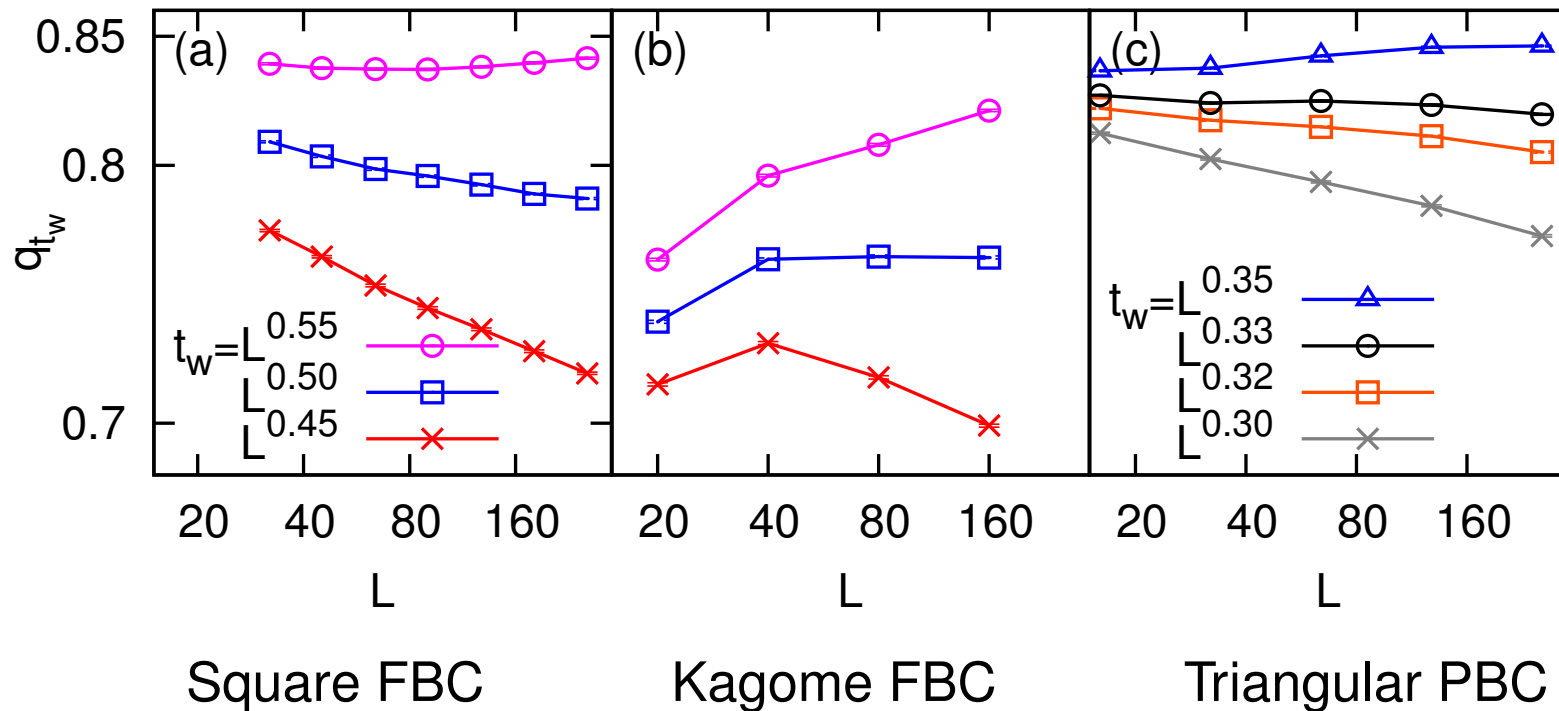 0.85
0.8
0.7
q_{t_w}
(a)
t_w=L^{0.55}
L^{0.50}
L^{0.45}
(b)
(c)
t_w=L^{0.35}
L^{0.33}
L^{0.32}
L^{0.30}
20 40 80 160
20 40 80 160
20 40 80 160
L L L
Square FBC
Kagome FBC
Triangular PBC